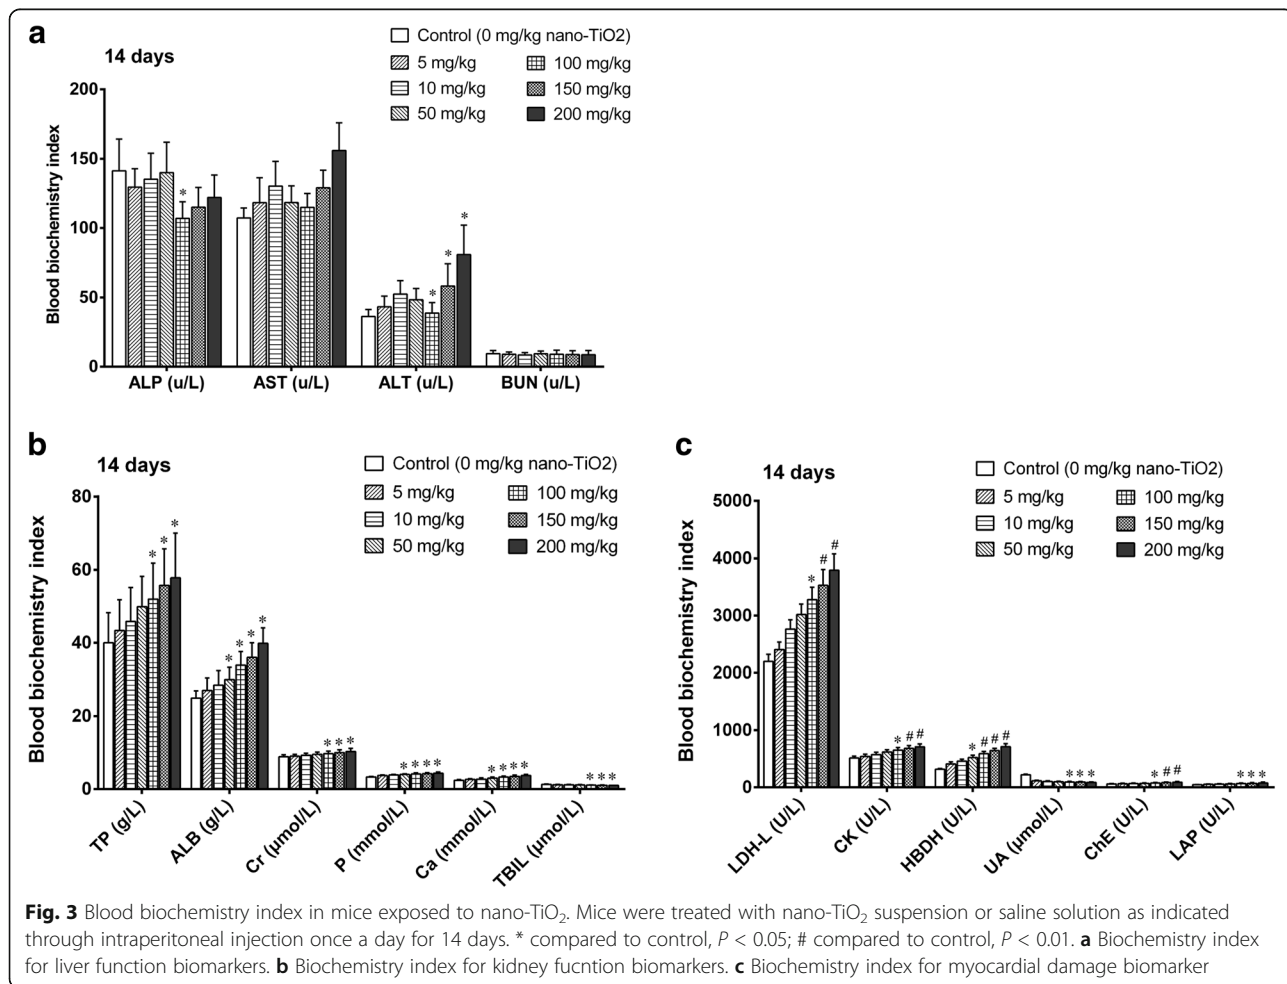 a
14 days
Control (0 mg/kg nano-TiO2)
5 mg/kg 100 mg/kg
10 mg/kg 150 mg/kg
50 mg/kg 200 mg/kg
Blood biochemistry index
200
150
100
50
0
*
*
*
*
ALP (u/L) AST (u/L) ALT (u/L) BUN (u/L)
b
14 days
Control (0 mg/kg nano-TiO2)
5 mg/kg 100 mg/kg
10 mg/kg 150 mg/kg
50 mg/kg 200 mg/kg
Blood biochemistry index
80
60
40
20
0
* * *
* * * *
* * *
* * * *
* * * *
* * *
TP (g/L) ALB (g/L) Cr (µmol/L) P (mmol/L) Ca (mmol/L) TBIL (µmol/L)
c
14 days
Control (0 mg/kg nano-TiO2)
5 mg/kg 100 mg/kg
10 mg/kg 150 mg/kg
50 mg/kg 200 mg/kg
Blood biochemistry index
5000
4000
3000
2000
1000
0
* # #
* # #
* # # #
* * *
* # #
* * *
LDH-L (U/L) CK (U/L) HBDH (U/L) UA (µmol/L) ChE (U/L) LAP (U/L)
Fig. 3 Blood biochemistry index in mice exposed to nano-TiO₂. Mice were treated with nano-TiO₂ suspension or saline solution as indicated
through intraperitoneal injection once a day for 14 days. * compared to control, P < 0.05; # compared to control, P < 0.01. a Biochemistry index
for liver function biomarkers. b Biochemistry index for kidney fucntion biomarkers. c Biochemistry index for myocardial damage biomarker